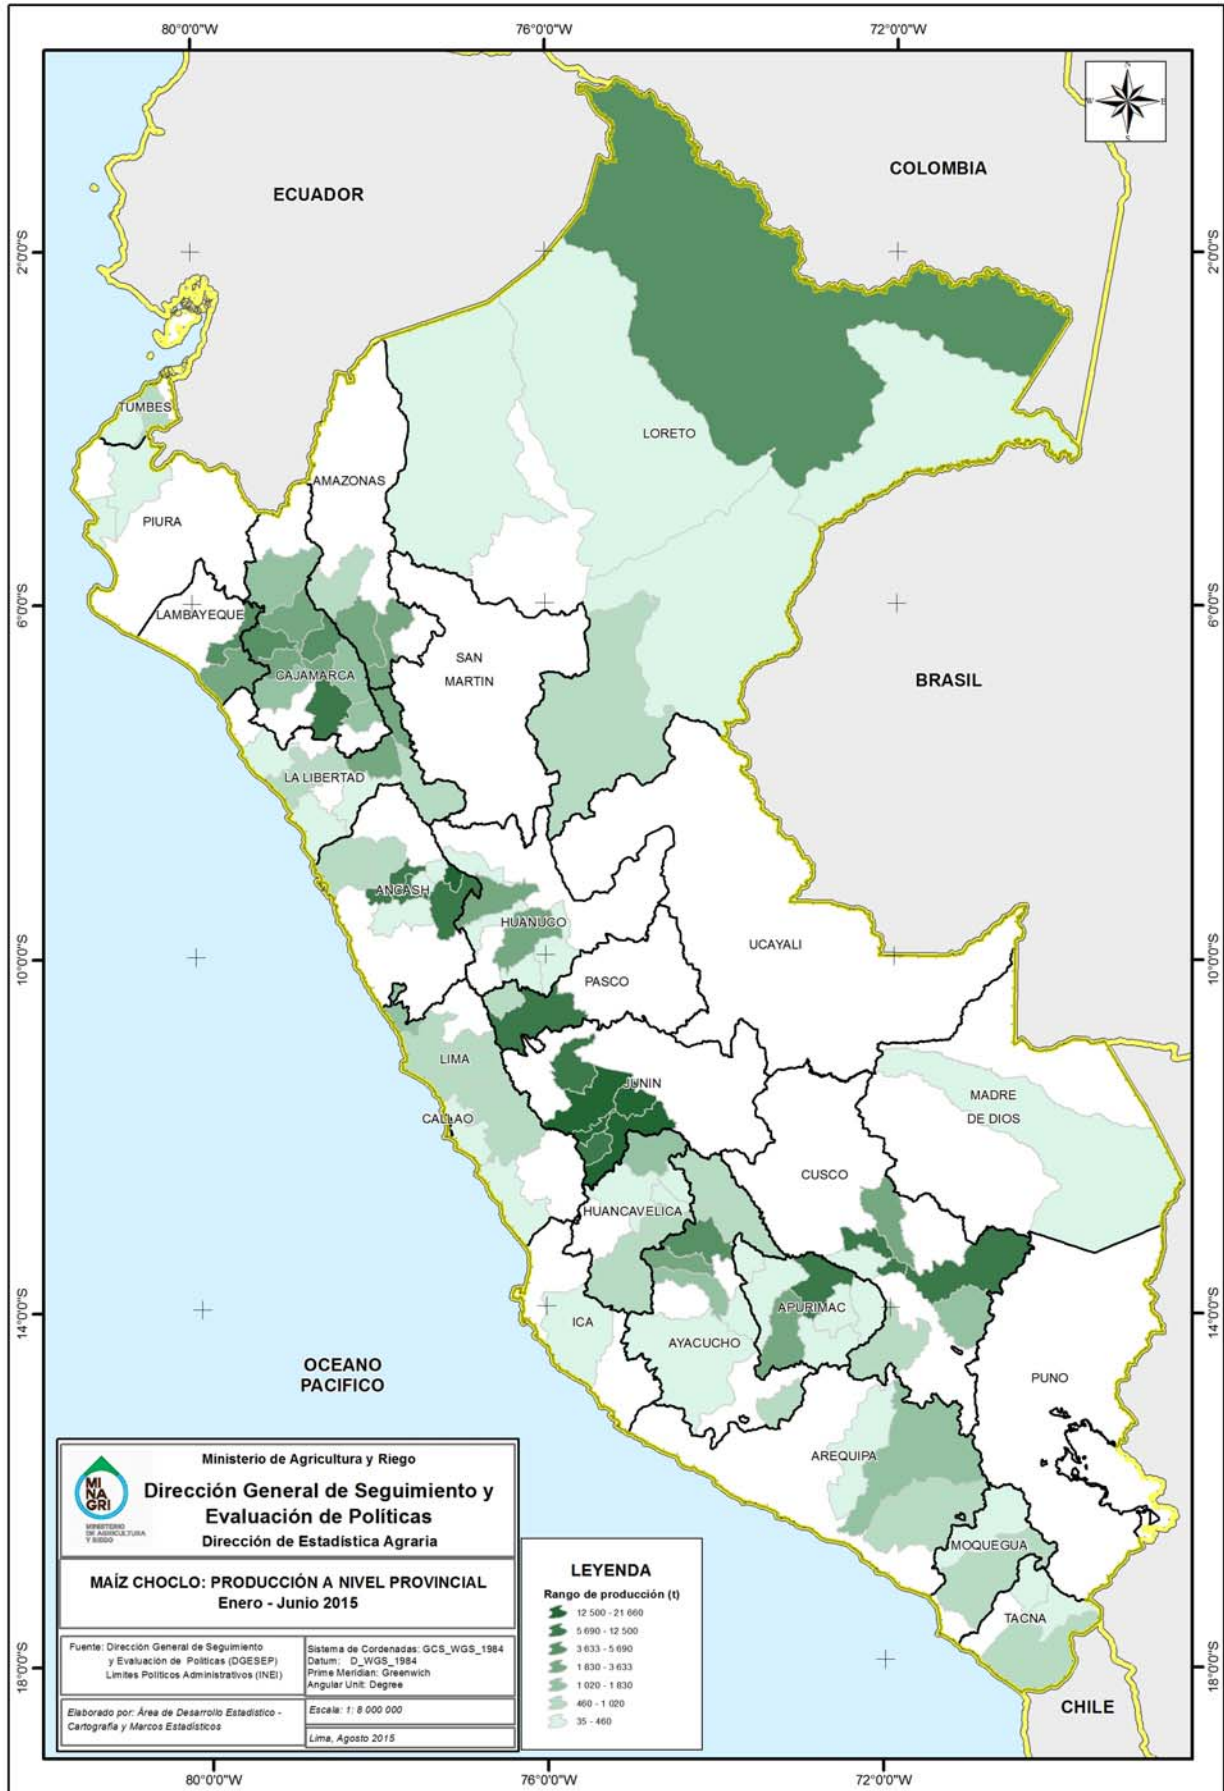 80°0'0"W
76°0'0"W
72°0'0"W
N
W
E
S
COLOMBIA
ECUADOR
2°0'0"S
2°0'0"S
TUMBES
LORETO
AMAZONAS
PIURA
6°0'0"S
6°0'0"S
LAMBAYEQUE
SAN
MARTIN
CAJAMARCA
BRASIL
LA LIBERTAD
ANCASH
HUANUCO
UCAYALI
10°0'0"S
10°0'0"S
PASCO
LIMA
JUNIN
MADRE
DE DIOS
CALLAO
CUSCO
HUANCAVELICA
APURIMAC
14°0'0"S
14°0'0"S
ICA
AYACUCHO
OCEANO
PACIFICO
PUNO
AREQUIPA
MOQUEGUA
TACNA
18°0'0"S
18°0'0"S
CHILE
MI
NA
GRI
MINISTERIO
DE AGRICULTURA
Y RIEGO
Ministerio de Agricultura y Riego
Dirección General de Seguimiento y
Evaluación de Políticas
Dirección de Estadística Agraria
MAÍZ CHOCLO: PRODUCCIÓN A NIVEL PROVINCIAL
Enero - Junio 2015
Fuente: Dirección General de Seguimiento
y Evaluación de Políticas (DGESEP)
Limites Políticos Administrativos (INEI)
Sistema de Cordenadas: GCS_WGS_1984
Datum: D_WGS_1984
Prime Meridian: Greenwich
Angular Unit: Degree
Elaborado por: Área de Desarrollo Estadístico -
Cartografía y Marcos Estadísticos
Escala: 1: 8 000 000
Lima, Agosto 2015
LEYENDA
Rango de producción (t)
12 500 - 21 660
5 690 - 12 500
3 633 - 5 690
1 830 - 3 633
1 020 - 1 830
460 - 1 020
35 - 460
80°0'0"W
76°0'0"W
72°0'0"W